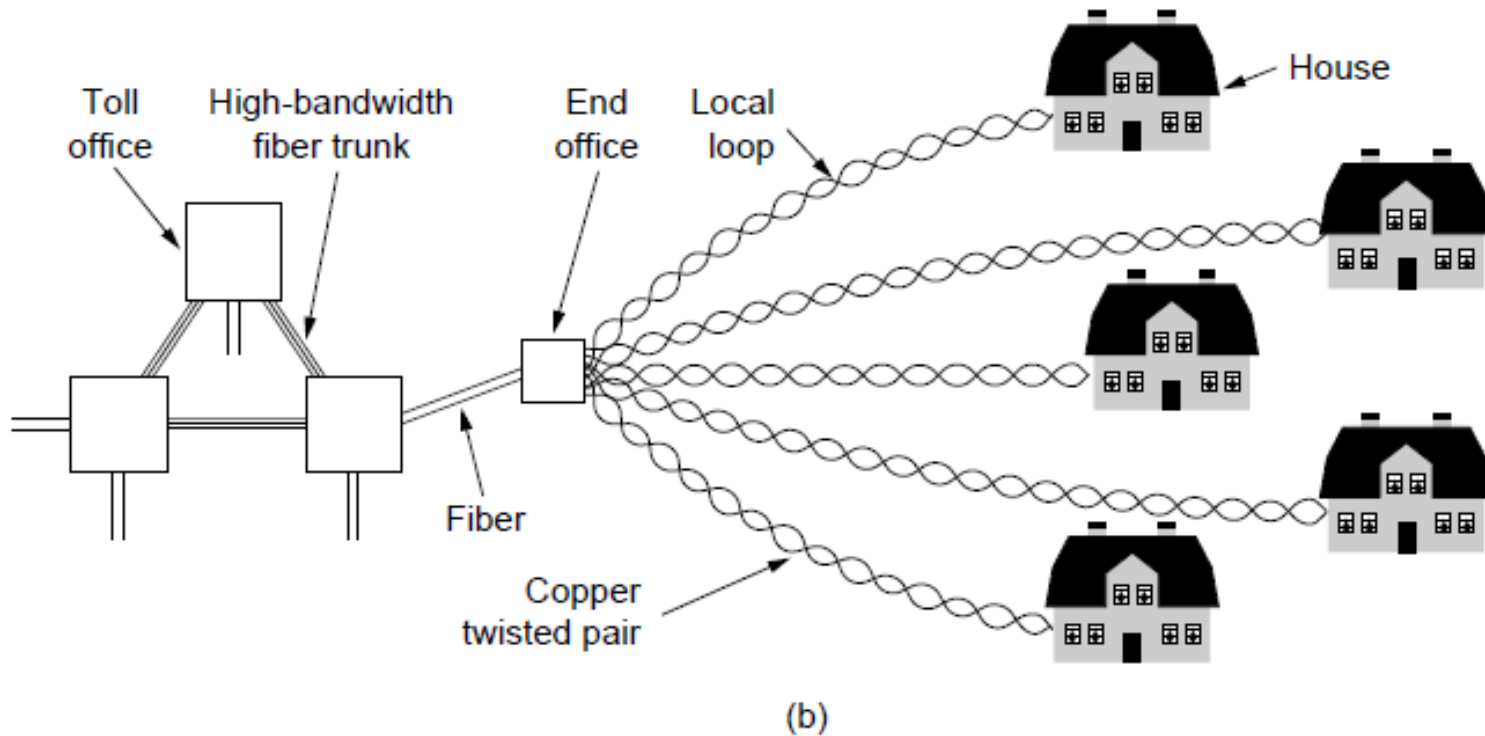 Toll
office
High-bandwidth
fiber trunk
End
office
Local
loop
House
Fiber
Copper
twisted pair
(b)